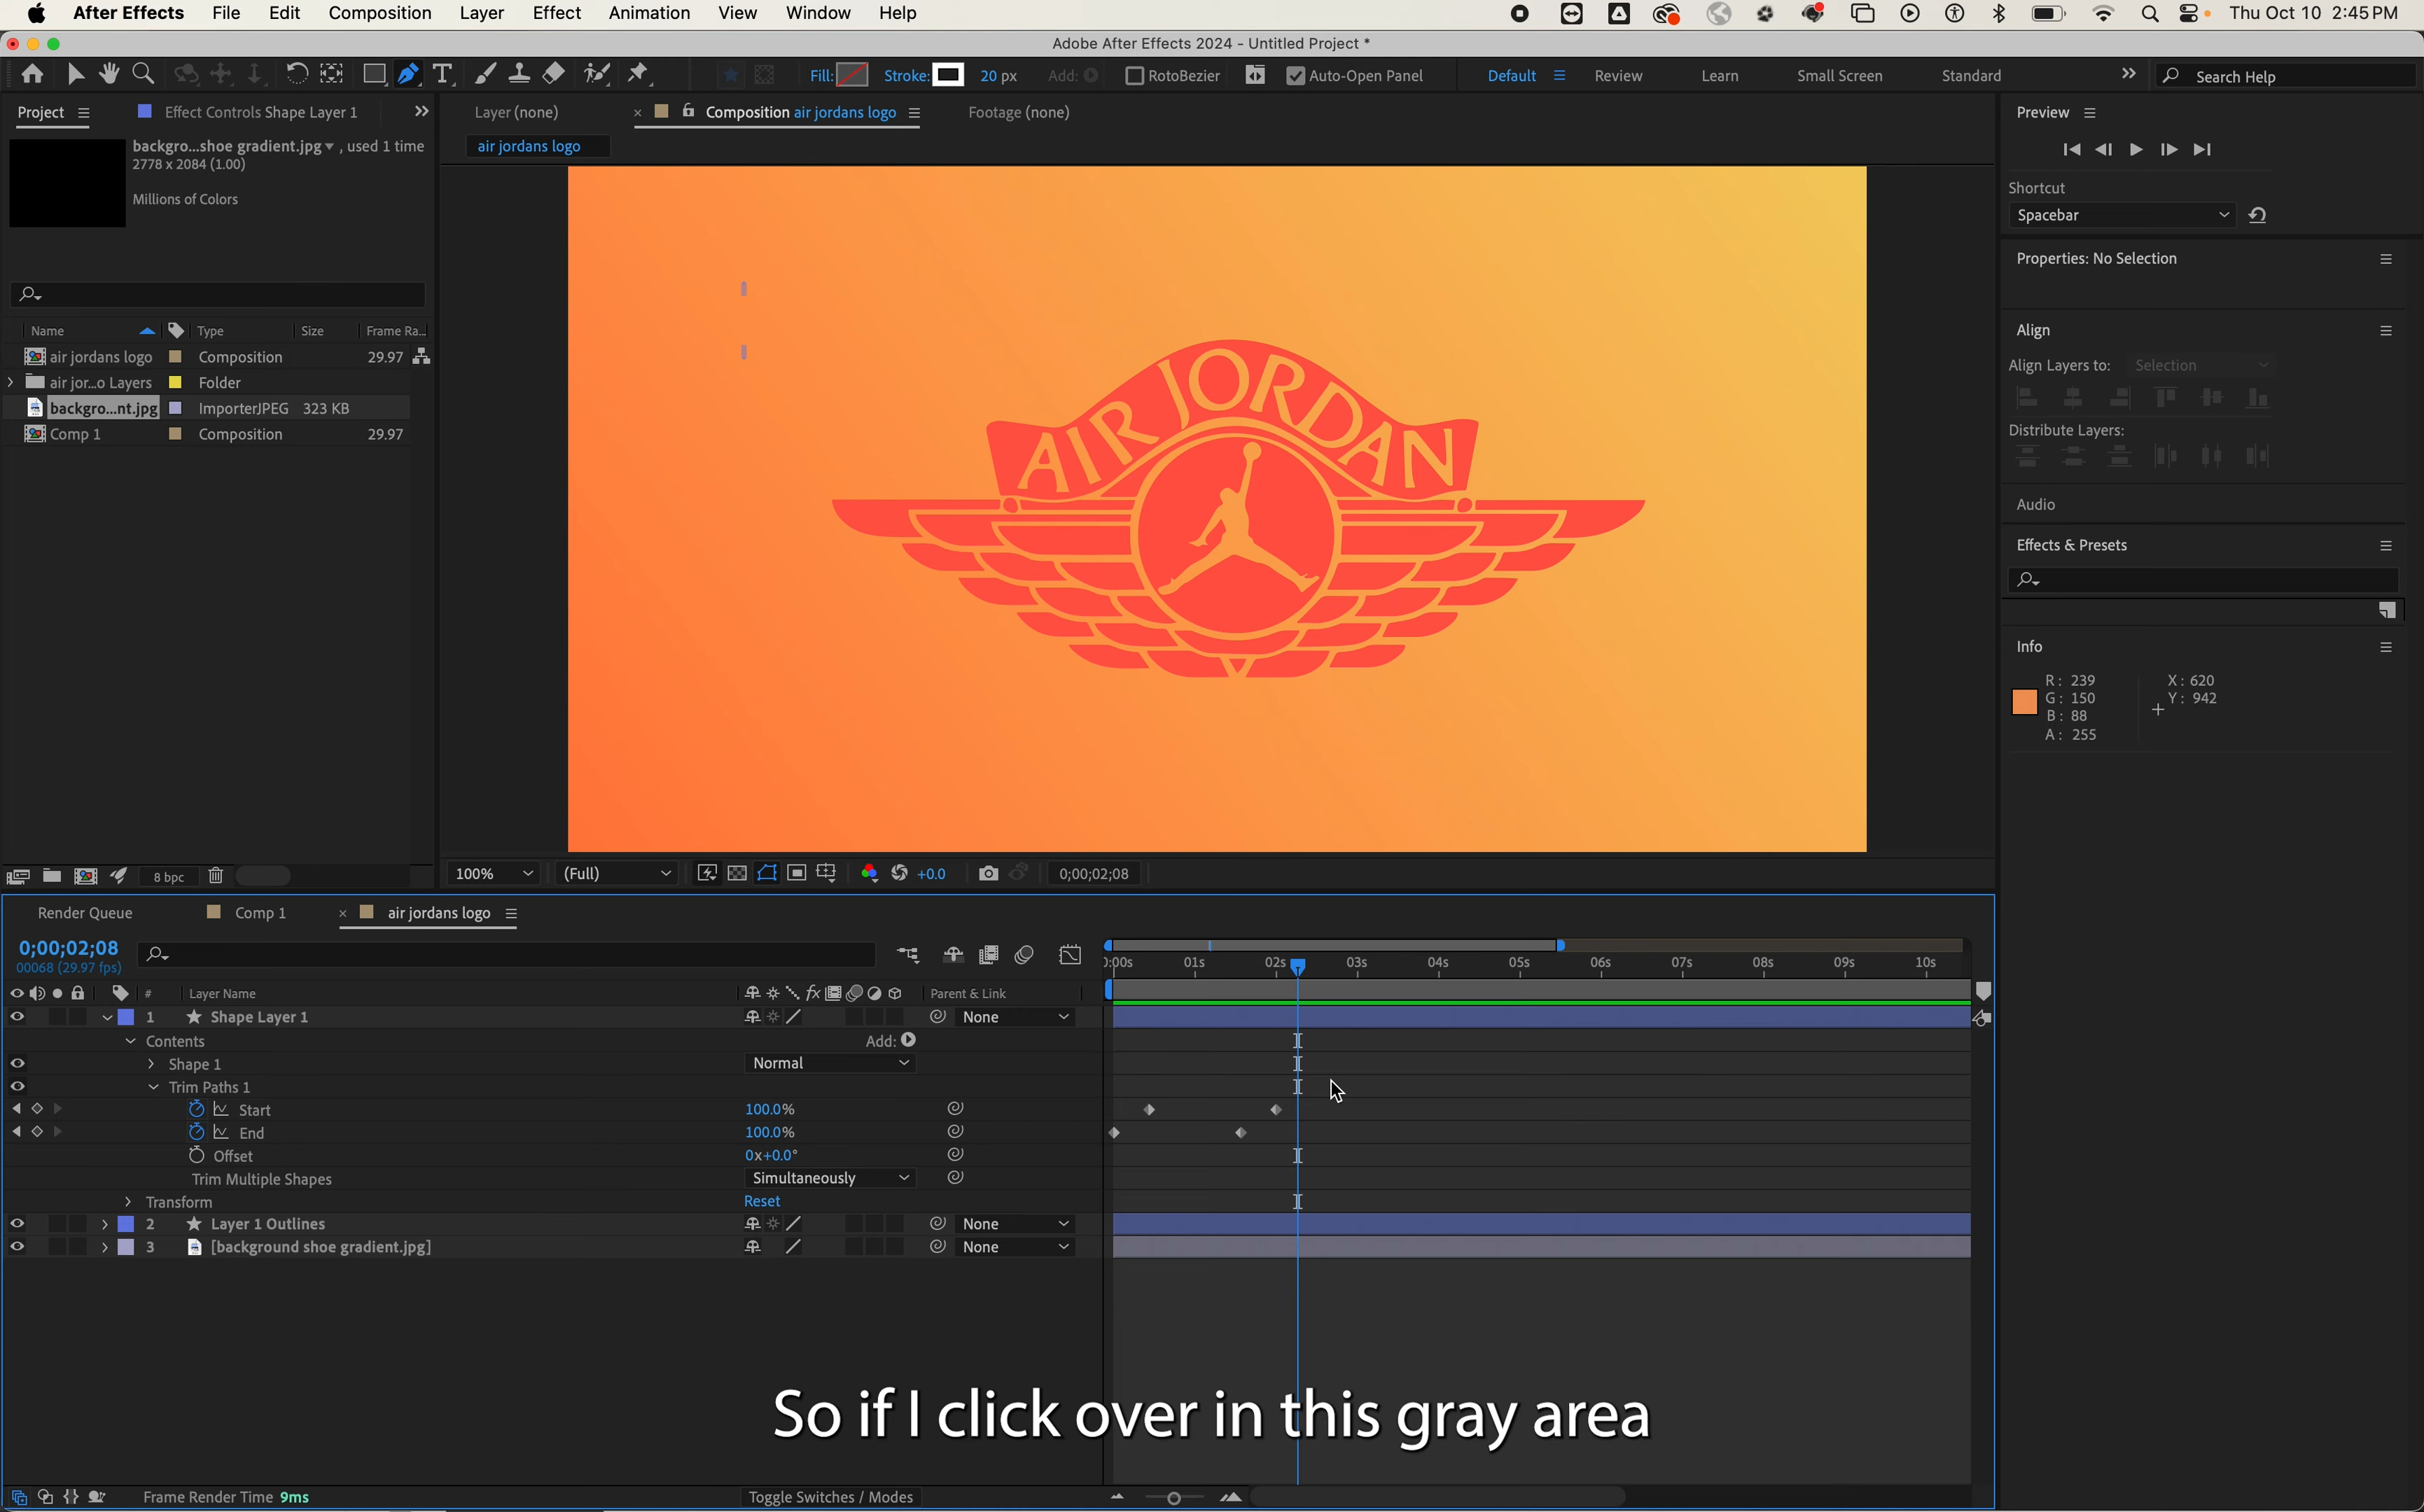 After Effects File Edit Composition Layer Effect Animation View Window Help Thu Oct 10 2:45 PM
Adobe After Effects 2024 - Untitled Project *
Fill: Stroke: 20 px Add: RotoBezier Auto-Open Panel Default Review Learn Small Screen Standard Search Help
Project Effect Controls Shape Layer 1 Layer (none) Composition air jordans logo Footage (none) Preview
backgro...shoe gradient.jpg , used 1 time
2778 x 2084 (1.00)
Millions of Colors
air jordans logo
Shortcut
Spacebar
Properties: No Selection
Align
Align Layers to: Selection
Distribute Layers:
Audio
Effects & Presets
Info
R: 239
G: 150
B: 88
A: 255
X: 620
Y: 942
Name Type Size Frame Ra...
air jordans logo Composition 29.97
air jor...o Layers Folder
backgro...nt.jpg ImporterJPEG 323 KB
Comp 1 Composition 29.97
AIR JORDAN
8 bpc
100% (Full) +0.0 0;00;02;08
Render Queue Comp 1 air jordans logo
0;00;02;08
00068 (29.97 fps)
0:00s 01s 02s 03s 04s 05s 06s 07s 08s 09s 10s
# Layer Name fx Parent & Link
1 Shape Layer 1 None
Contents Add:
Shape 1 Normal
Trim Paths 1
Start 100.0%
End 100.0%
Offset 0x+0.0°
Trim Multiple Shapes Simultaneously
Transform Reset
2 Layer 1 Outlines None
3 [background shoe gradient.jpg] None
So if I click over in this gray area
Frame Render Time 9ms Toggle Switches / Modes